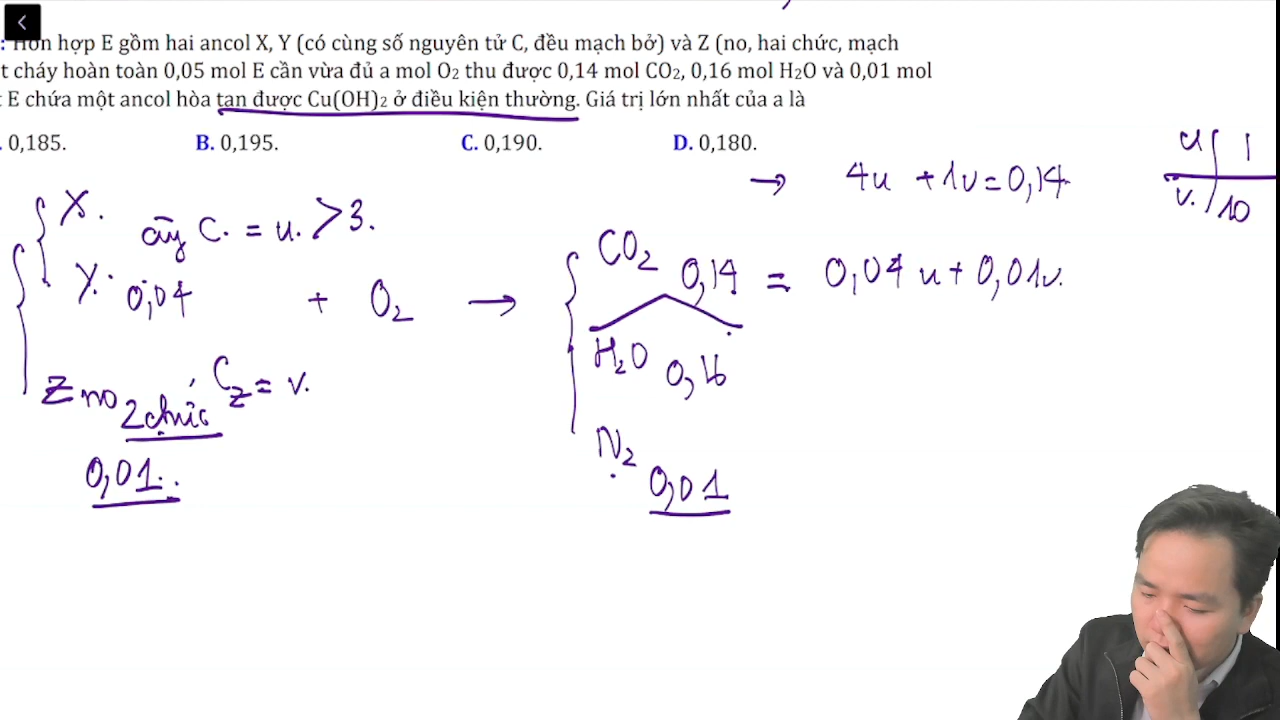 : Hỗn hợp E gồm hai ancol X, Y (có cùng số nguyên tử C, đều mạch hở) và Z (no, hai chức, mạch
t cháy hoàn toàn 0,05 mol E cần vừa đủ a mol O₂ thu được 0,14 mol CO₂, 0,16 mol H₂O và 0,01 mol
E chứa một ancol hòa tan được Cu(OH)₂ ở điều kiện thường. Giá trị lớn nhất của a là
. 0,185. B. 0,195. C. 0,190. D. 0,180.
→ 4u + 1v = 0,14
u | 1
v. | 10
X. C. = u. > 3.
Y. 0,04 + O₂ →
CO₂ 0,14 = 0,04 u + 0,01v.
H₂O 0,16
Z no 2 chức C_Z = v.
N₂ 0,01
0,01.